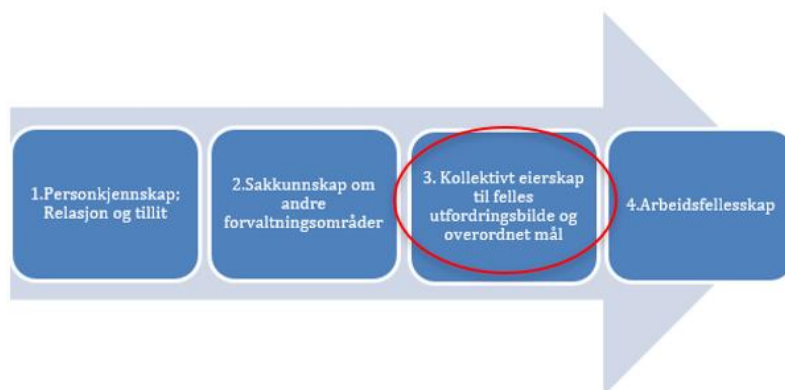 1.Personkjennskap;
Relasjon og tillit
2.Sakkunnskap om
andre
forvaltningsområder
3. Kollektivt eierskap
til felles
utfordringsbilde og
overordnet mål
4.Arbeidsfellesskap